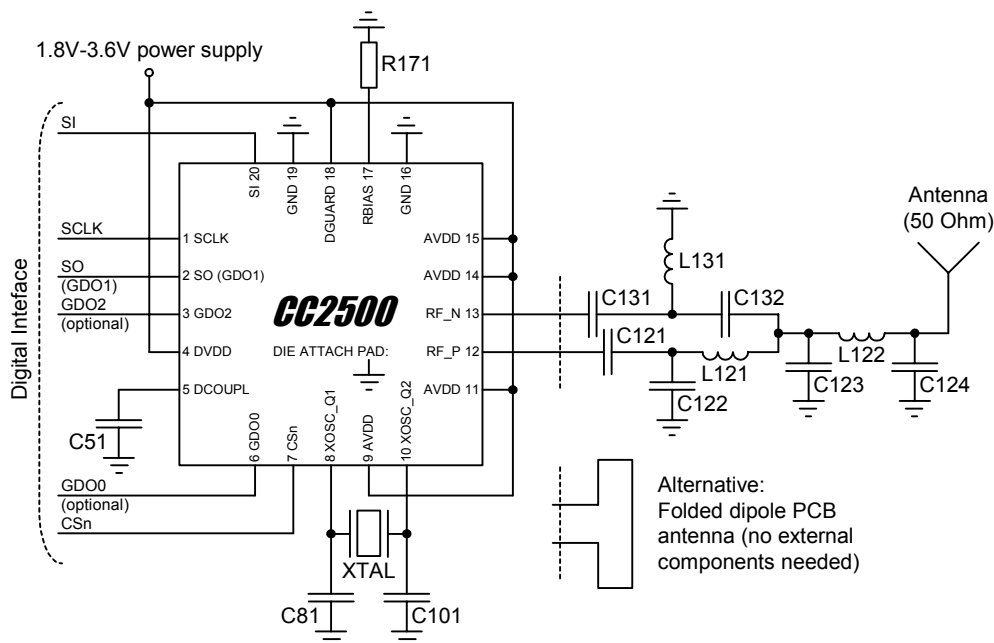 1.8V-3.6V power supply
R171
SI
SI 20
GND 19
DGUARD 18
RBIAS 17
GND 16
Antenna
(50 Ohm)
Digital Inteface
SCLK
1 SCLK
AVDD 15
L131
SO
(GDO1)
2 SO (GDO1)
AVDD 14
C131
C132
GDO2
(optional)
3 GDO2
CC2500
RF_N 13
C121
4 DVDD
DIE ATTACH PAD:
RF_P 12
L121
L122
5 DCOUPL
AVDD 11
C122
C123
C124
C51
6 GDO0
7 CSn
8 XOSC_Q1
9 AVDD
10 XOSC_Q2
GDO0
(optional)
CSn
XTAL
C81
C101
Alternative:
Folded dipole PCB
antenna (no external
components needed)